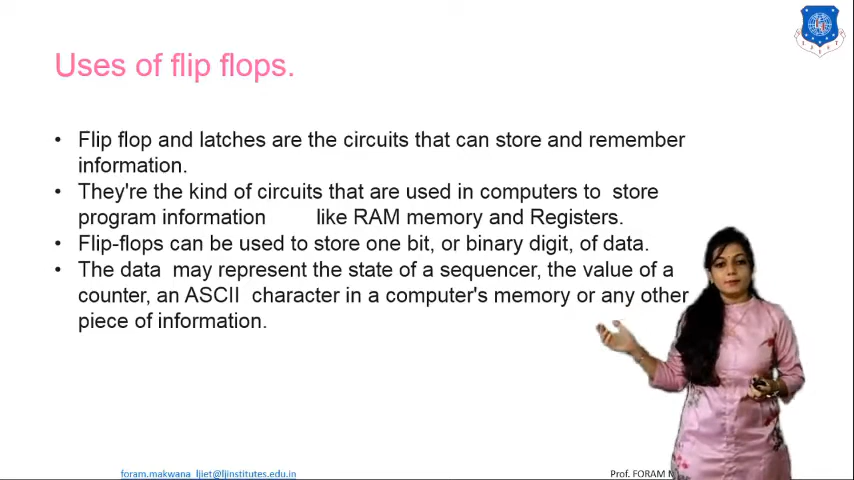 Uses of flip flops.
• Flip flop and latches are the circuits that can store and remember
information.
• They're the kind of circuits that are used in computers to store
program information like RAM memory and Registers.
• Flip-flops can be used to store one bit, or binary digit, of data.
• The data may represent the state of a sequencer, the value of a
counter, an ASCII character in a computer's memory or any other
piece of information.
foram.makwana_ljiet@ljinstitutes.edu.in
Prof. FORAM